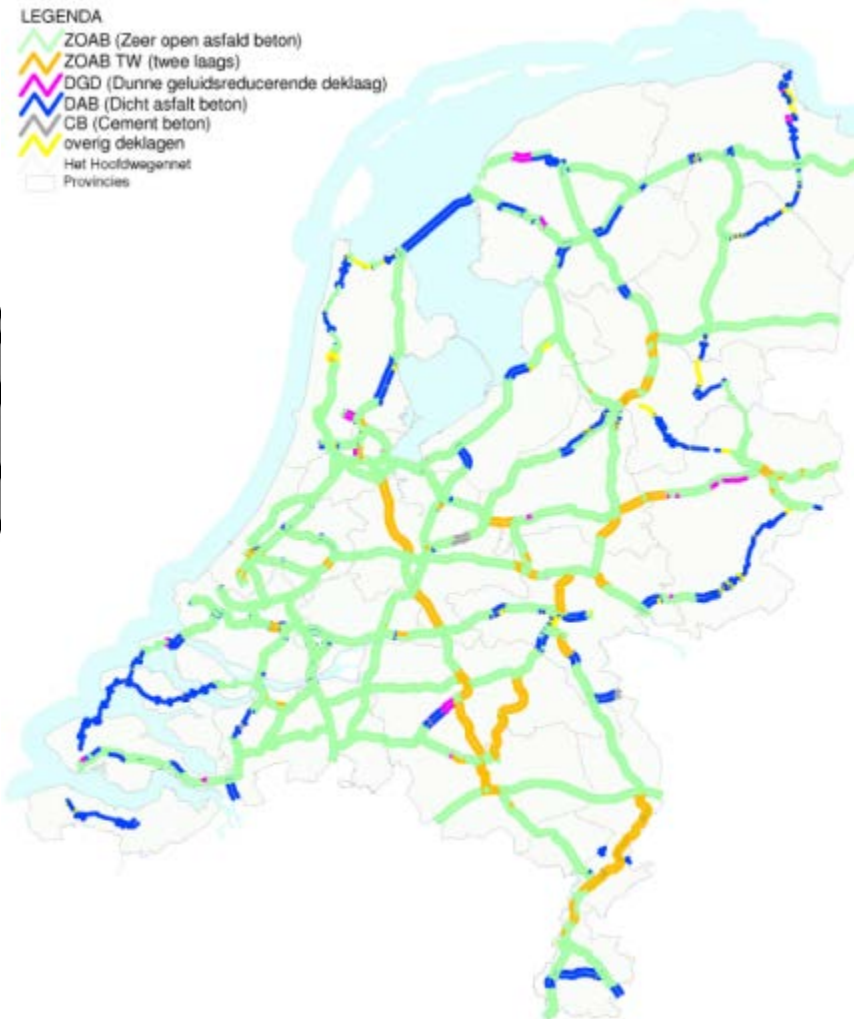 LEGENDA
ZOAB (Zeer open asfald beton)
ZOAB TW (twee laags)
DGD (Dunne geluidsreducerende deklaag)
DAB (Dicht asfalt beton)
CB (Cement beton)
overig deklagen
Het Hoofdwegennet
Provincies